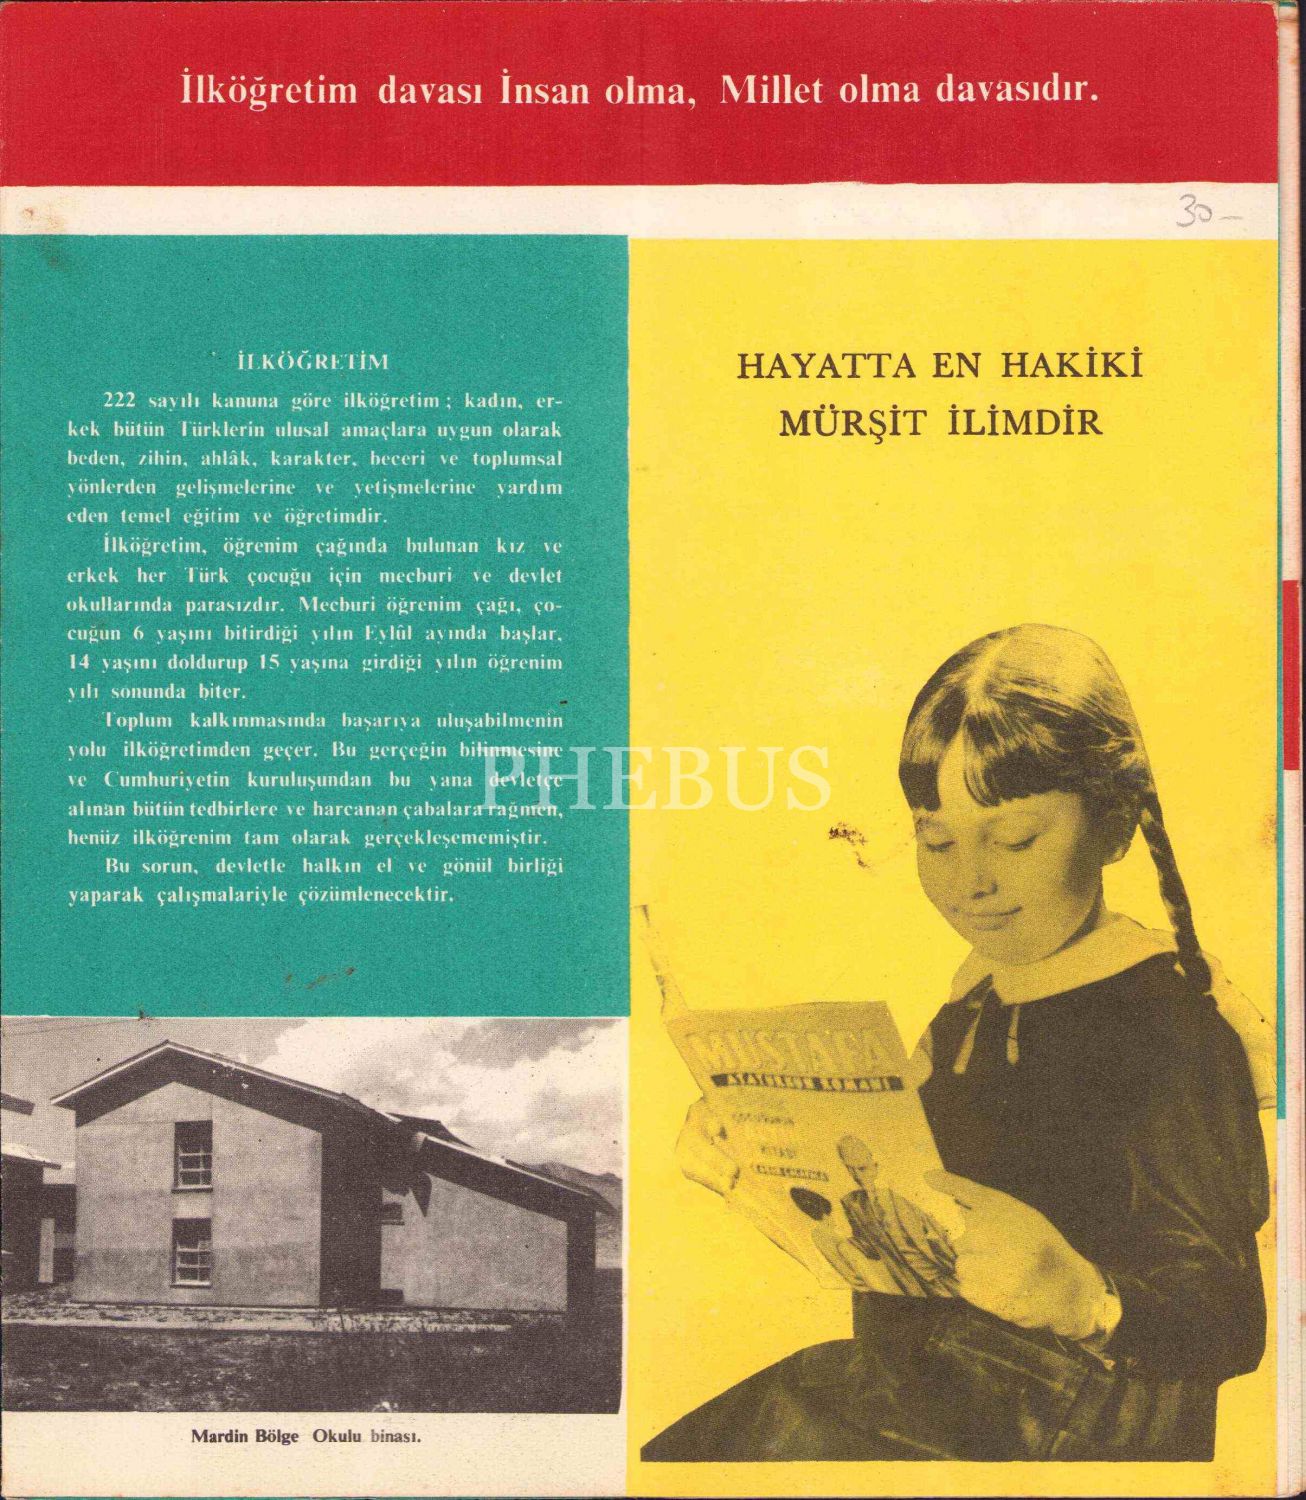 İlköğretim davası İnsan olma, Millet olma davasıdır.
30-
İLKÖĞRETİM
222 sayılı kanuna göre ilköğretim; kadın, er-
kek bütün Türklerin ulusal amaçlara uygun olarak
beden, zihin, ahlâk, karakter, beceri ve toplumsal
yönlerden gelişmelerine ve yetişmelerine yardım
eden temel eğitim ve öğretimdir.
İlköğretim, öğrenim çağında bulunan kız ve
erkek her Türk çocuğu için mecburi ve devlet
okullarında parasızdır. Mecburi öğrenim çağı, ço-
cuğun 6 yaşını bitirdiği yılın Eylûl ayında başlar,
14 yaşını doldurup 15 yaşına girdiği yılın öğrenim
yılı sonunda biter.
Toplum kalkınmasında başarıya uluşabilmenin
yolu ilköğretimden geçer. Bu gerçeğin bilinmesine
ve Cumhuriyetin kuruluşundan bu yana devletçe
alınan bütün tedbirlere ve harcanan çabalara rağmen,
henüz ilköğrenim tam olarak gerçekleşememiştir.
Bu sorun, devletle halkın el ve gönül birliği
yaparak çalışmalariyle çözümlenecektir.
Mardin Bölge Okulu binası.
HAYATTA EN HAKİKİ
MÜRŞİT İLİMDİR
PHEBUS
MUSTAFA
ATATÜRKÜN ROMANI
KİTABI